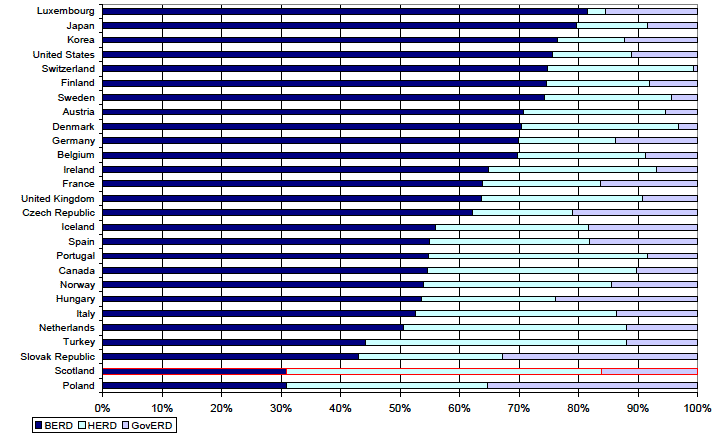 Luxembourg
Japan
Korea
United States
Switzerland
Finland
Sweden
Austria
Denmark
Germany
Belgium
Ireland
France
United Kingdom
Czech Republic
Iceland
Spain
Portugal
Canada
Norway
Hungary
Italy
Netherlands
Turkey
Slovak Republic
Scotland
Poland
0% 10% 20% 30% 40% 50% 60% 70% 80% 90% 100%
BERD HERD GovERD